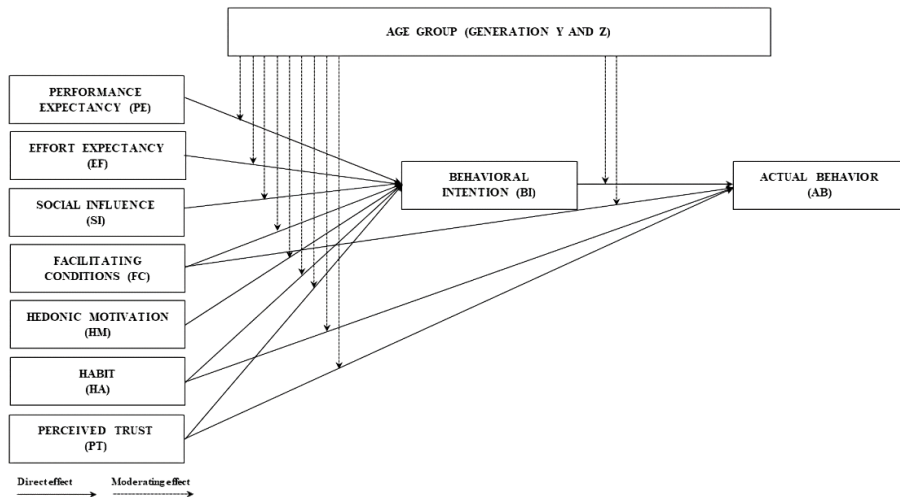 AGE GROUP (GENERATION Y AND Z)
PERFORMANCE
EXPECTANCY (PE)
EFFORT EXPECTANCY
(EF)
SOCIAL INFLUENCE
(SI)
FACILITATING
CONDITIONS (FC)
HEDONIC MOTIVATION
(HM)
HABIT
(HA)
PERCEIVED TRUST
(PT)
BEHAVIORAL
INTENTION (BI)
ACTUAL BEHAVIOR
(AB)
Direct effect
Moderating effect